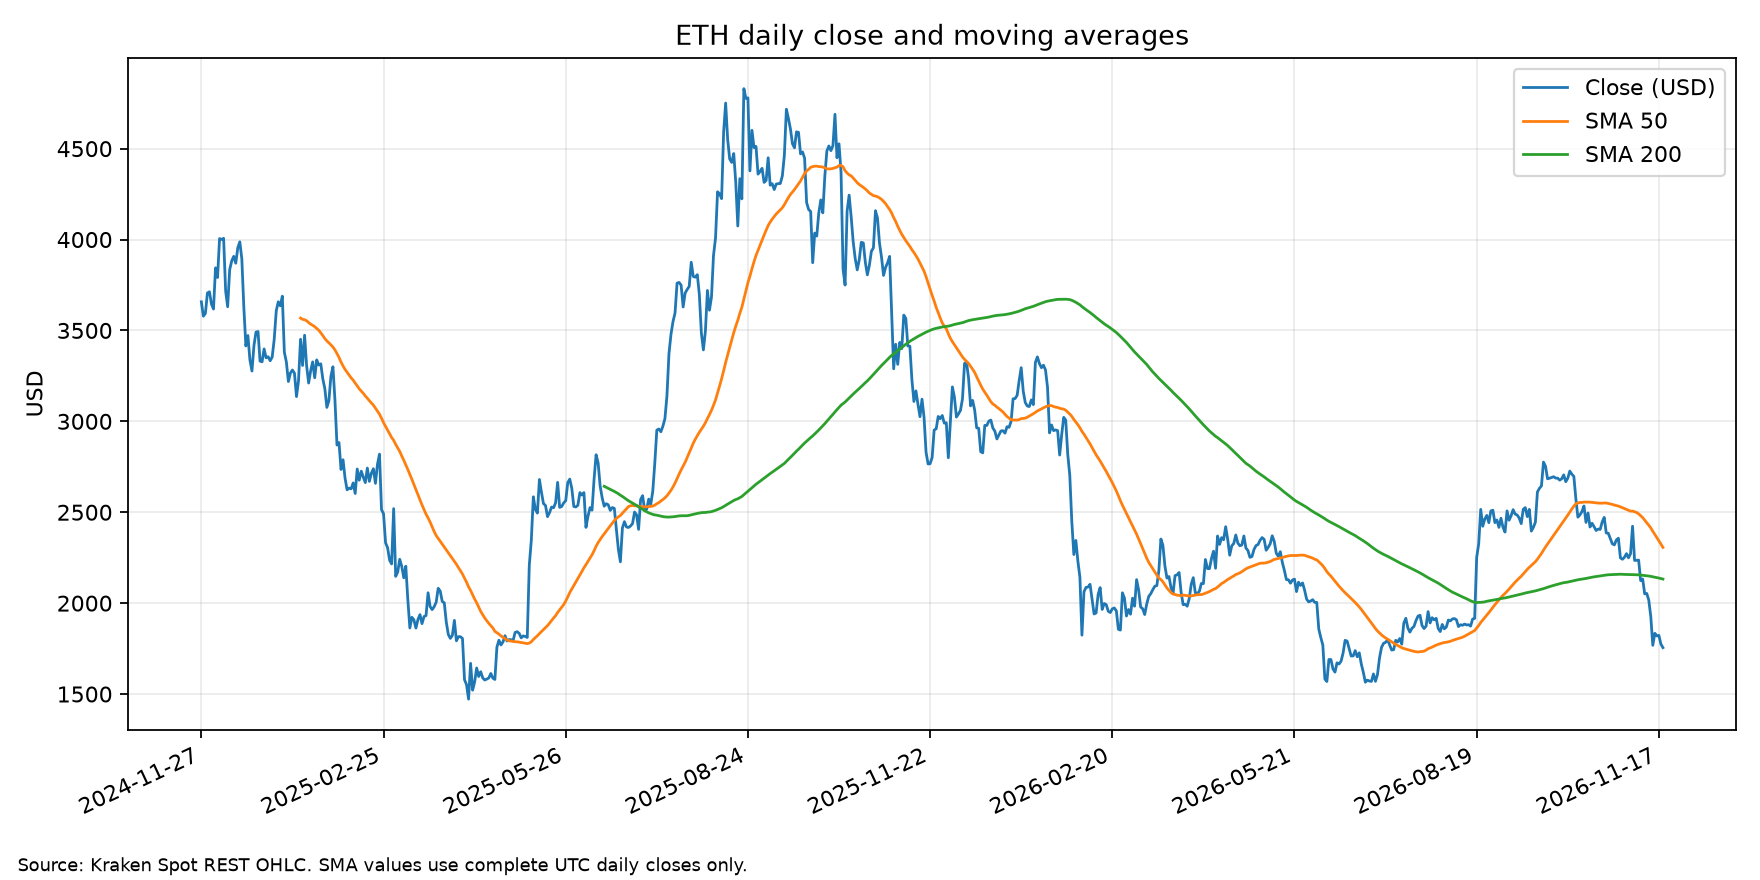 ETH daily close and moving averages
Close (USD)
SMA 50
SMA 200
USD
4500
4000
3500
3000
2500
2000
1500
2024-11-27
2025-02-25
2025-05-26
2025-08-24
2025-11-22
2026-02-20
2026-05-21
2026-08-19
2026-11-17
Source: Kraken Spot REST OHLC. SMA values use complete UTC daily closes only.